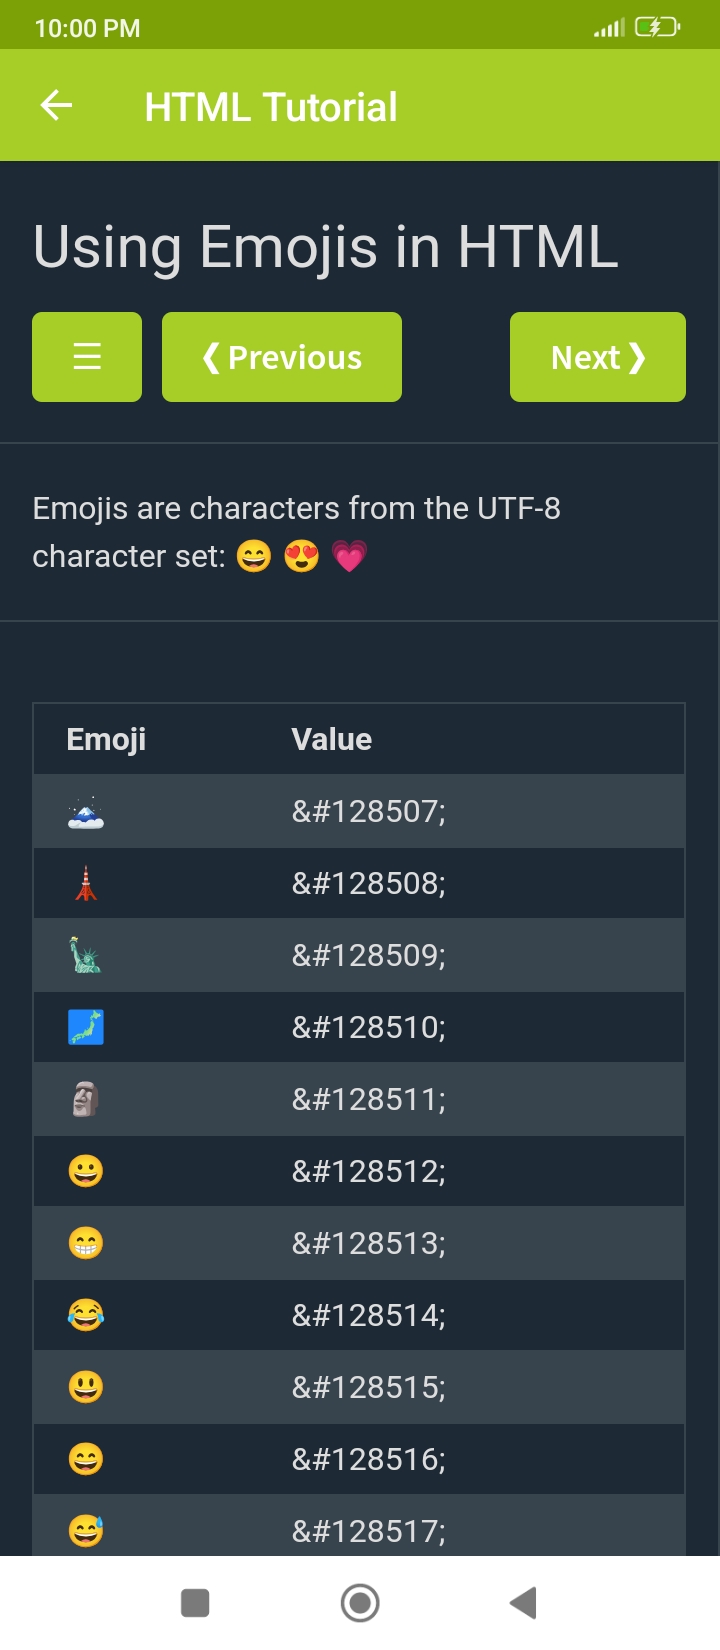 10:00 PM
HTML Tutorial
Using Emojis in HTML
☰ ❮ Previous Next ❯
Emojis are characters from the UTF-8
character set: 😄 😍 💗
Emoji Value
🗻 &#128507;
🗼 &#128508;
🗽 &#128509;
🗾 &#128510;
🗿 &#128511;
😀 &#128512;
😁 &#128513;
😂 &#128514;
😃 &#128515;
😄 &#128516;
😅 &#128517;